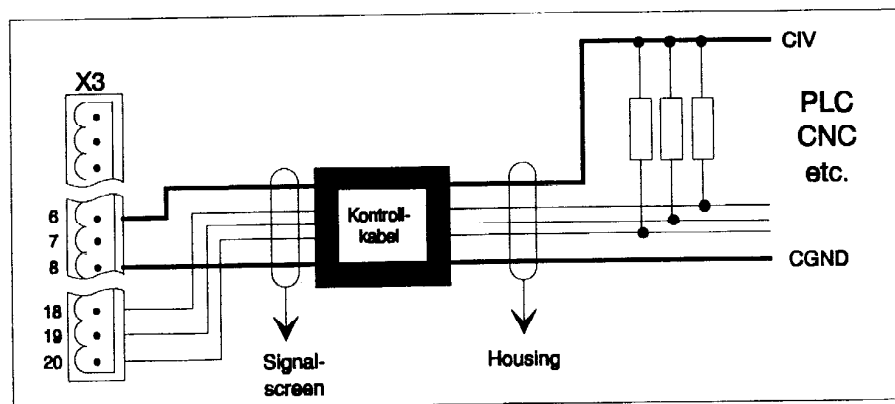 X3
6
7
8
18
19
20
Kontroll-
kabel
Signal-
screen
Housing
CIV
PLC
CNC
etc.
CGND